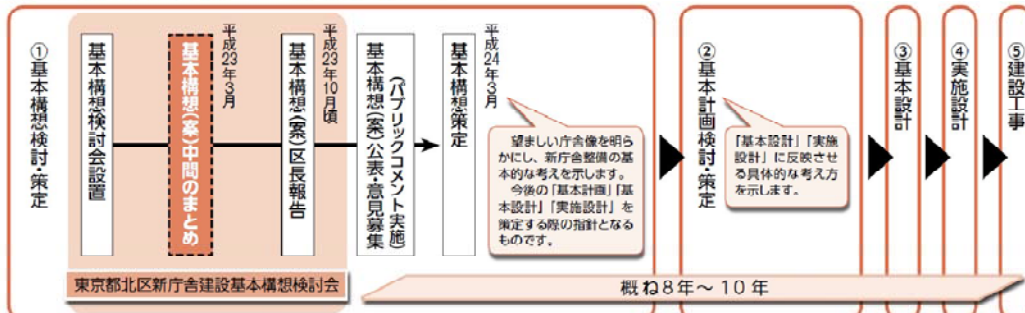 ①基本構想検討・策定
基本構想検討会設置
基本構想(案)中間のまとめ
平成23年3月
基本構想(案)区長報告
平成23年10月頃
基本構想(案)公表・意見募集
(パブリックコメント実施)
基本構想策定
平成24年3月
望ましい庁舎像を明ら
かにし、新庁舎整備の基
本的な考えを示します。
今後の「基本計画」「基
本設計」「実施設計」を
策定する際の指針となる
ものです。
東京都北区新庁舎建設基本構想検討会
②基本計画検討・策定
「基本設計」「実施
設計」に反映させ
る具体的な考え方
を示します。
③基本設計
④実施設計
⑤建設工事
概ね8年～10年